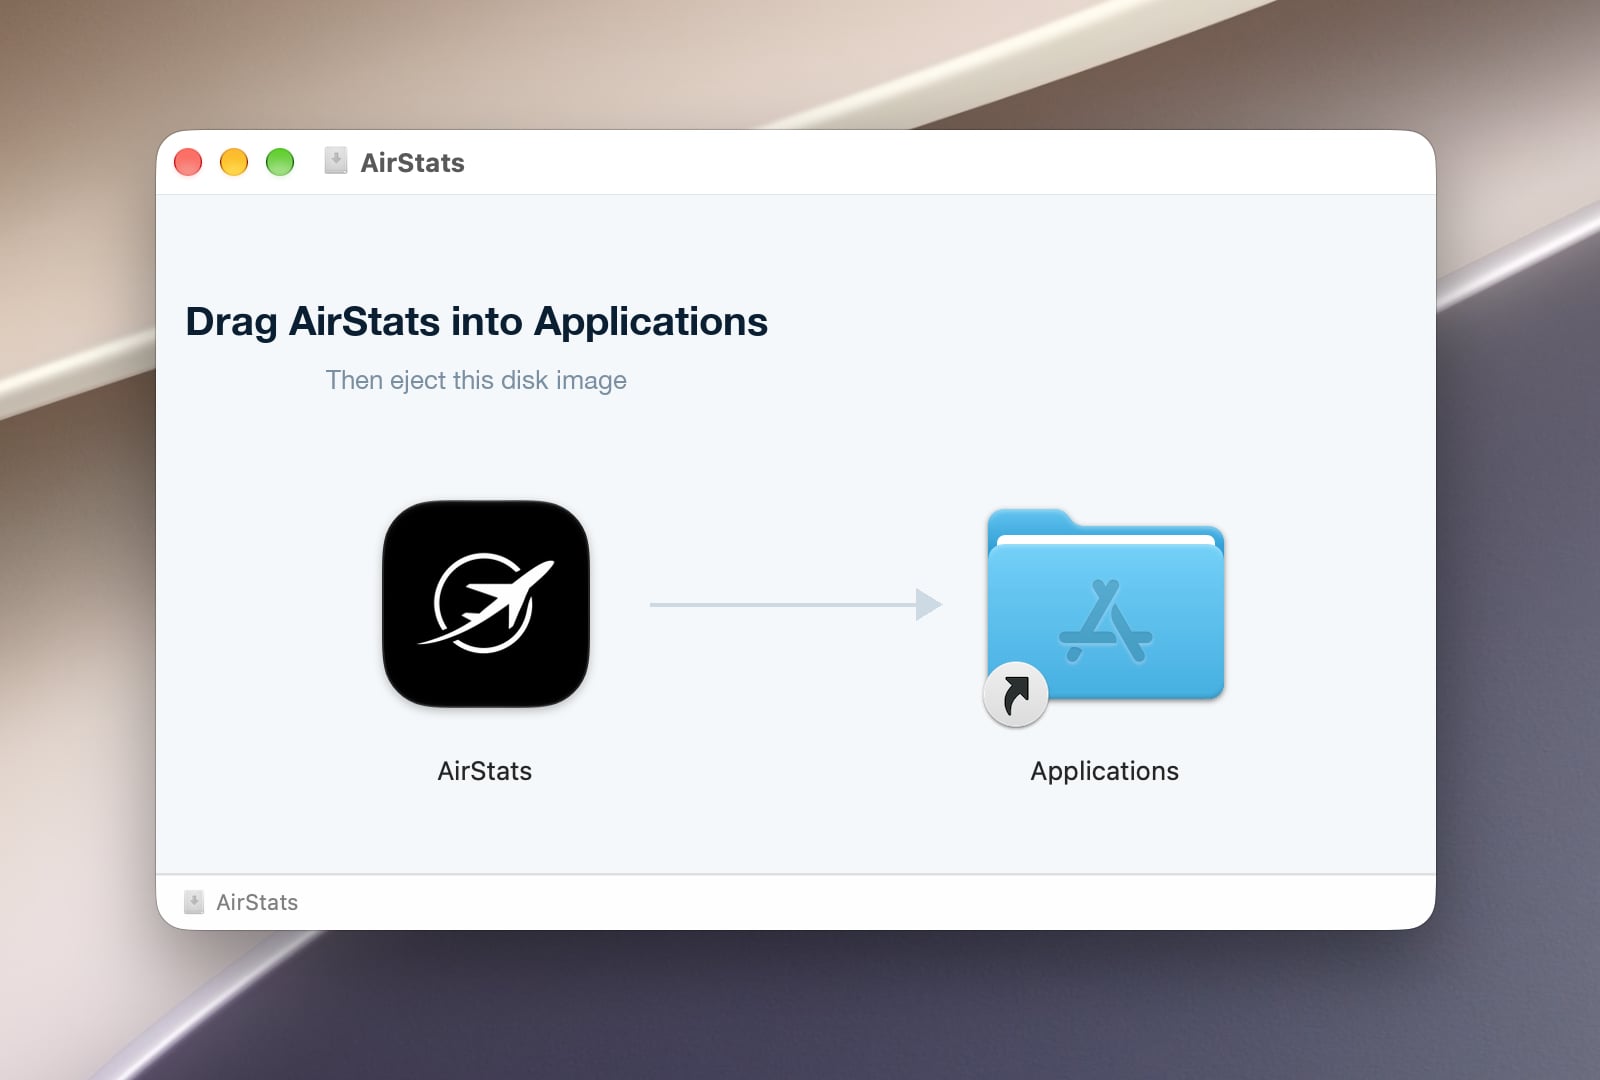 AirStats
Drag AirStats into Applications
Then eject this disk image
AirStats
Applications
AirStats